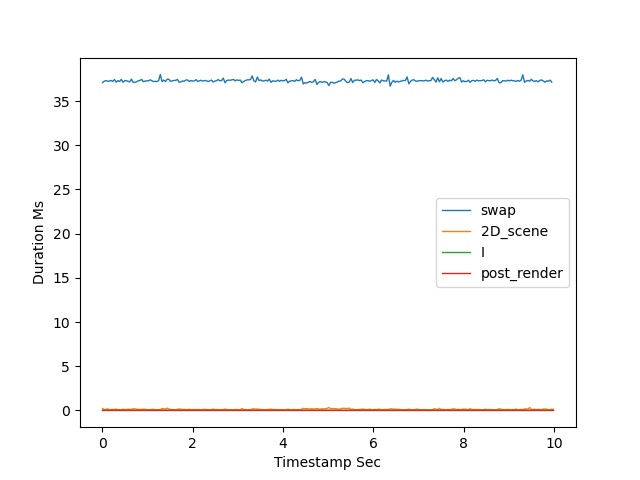 35
30
25
20
15
10
5
0
Duration Ms
swap
2D_scene
I
post_render
0 2 4 6 8 10
Timestamp Sec